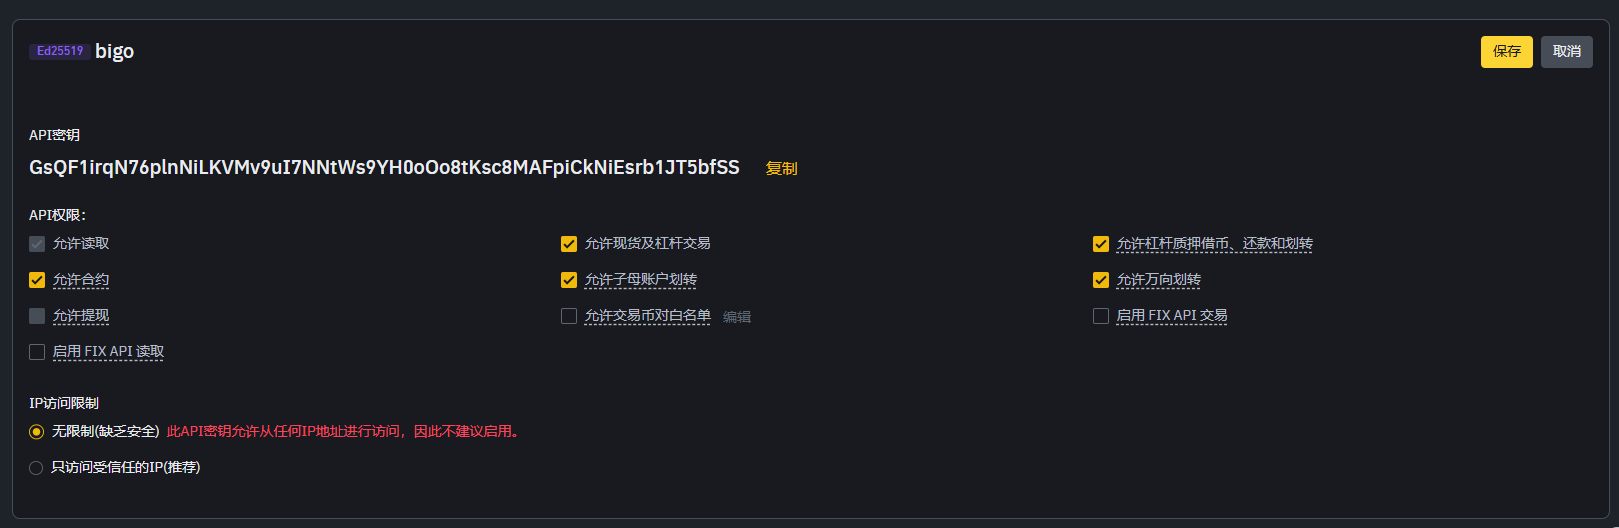 Ed25519 bigo 保存 取消
API密钥
GsQF1irqN76plnNiLKVMv9uI7NNtWs9YH0oOo8tKsc8MAFpiCkNiEsrb1JT5bfSS 复制
API权限：
允许读取 允许现货及杠杆交易 允许杠杆质押借币、还款和划转
允许合约 允许子母账户划转 允许万向划转
允许提现 允许交易币对白名单 编辑 启用 FIX API 交易
启用 FIX API 读取
IP访问限制
无限制(缺乏安全) 此API密钥允许从任何IP地址进行访问，因此不建议启用。
只访问受信任的IP(推荐)